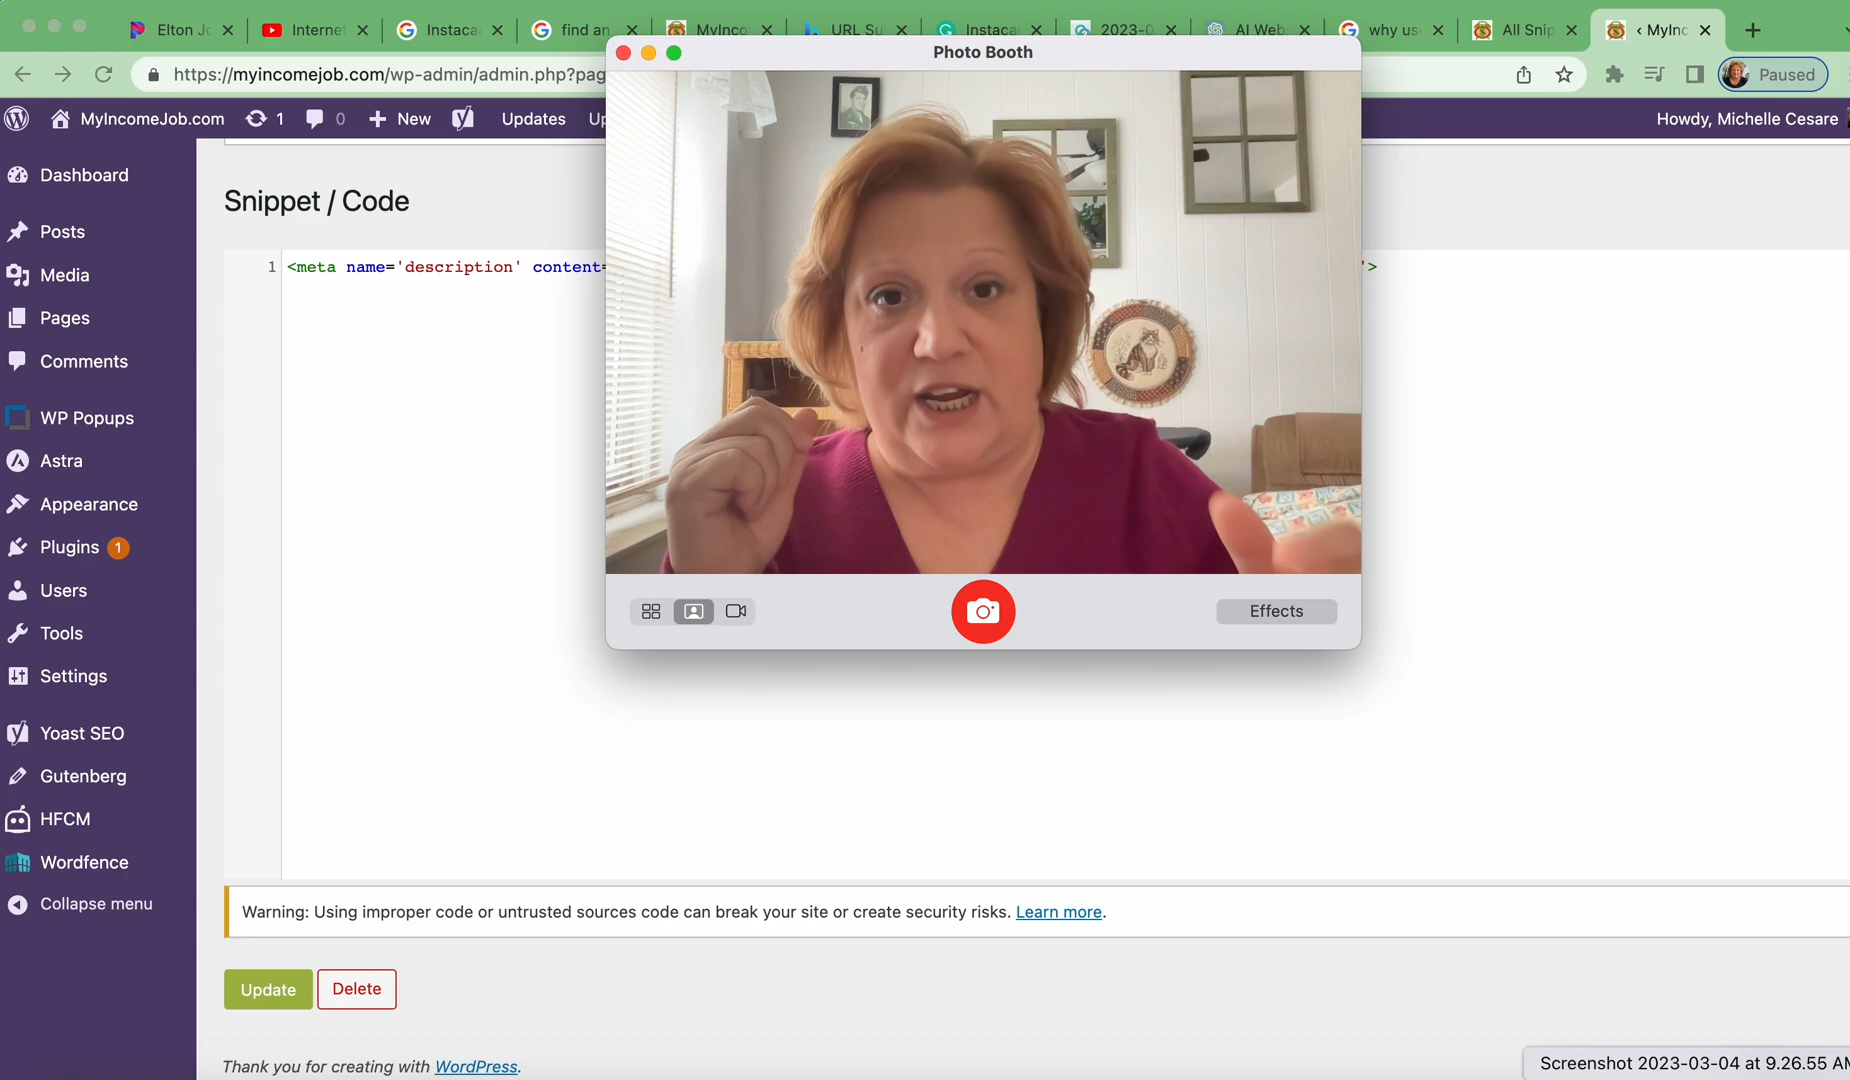 Elton Jo
Internet
Instaca
find an
MyInco
URL Su
Instaca
2023-0
AI Web
why us
All Snip
‹ MyInc
https://myincomejob.com/wp-admin/admin.php?pag
Paused
MyIncomeJob.com
1
0
New
Updates
Up
Howdy, Michelle Cesare
Photo Booth
Effects
Dashboard
Posts
Media
Pages
Comments
WP Popups
Astra
Appearance
Plugins 1
Users
Tools
Settings
Yoast SEO
Gutenberg
HFCM
Wordfence
Collapse menu
Snippet / Code
1 <meta name='description' content= '>
Warning: Using improper code or untrusted sources code can break your site or create security risks. Learn more.
Update
Delete
Thank you for creating with WordPress.
Screenshot 2023-03-04 at 9.26.55 AM